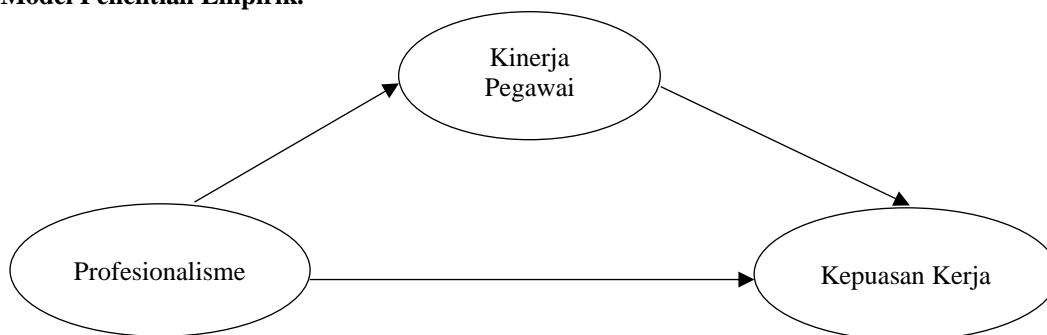 Model Penelitian Empirik.
Kinerja
Pegawai
Profesionalisme
Kepuasan Kerja